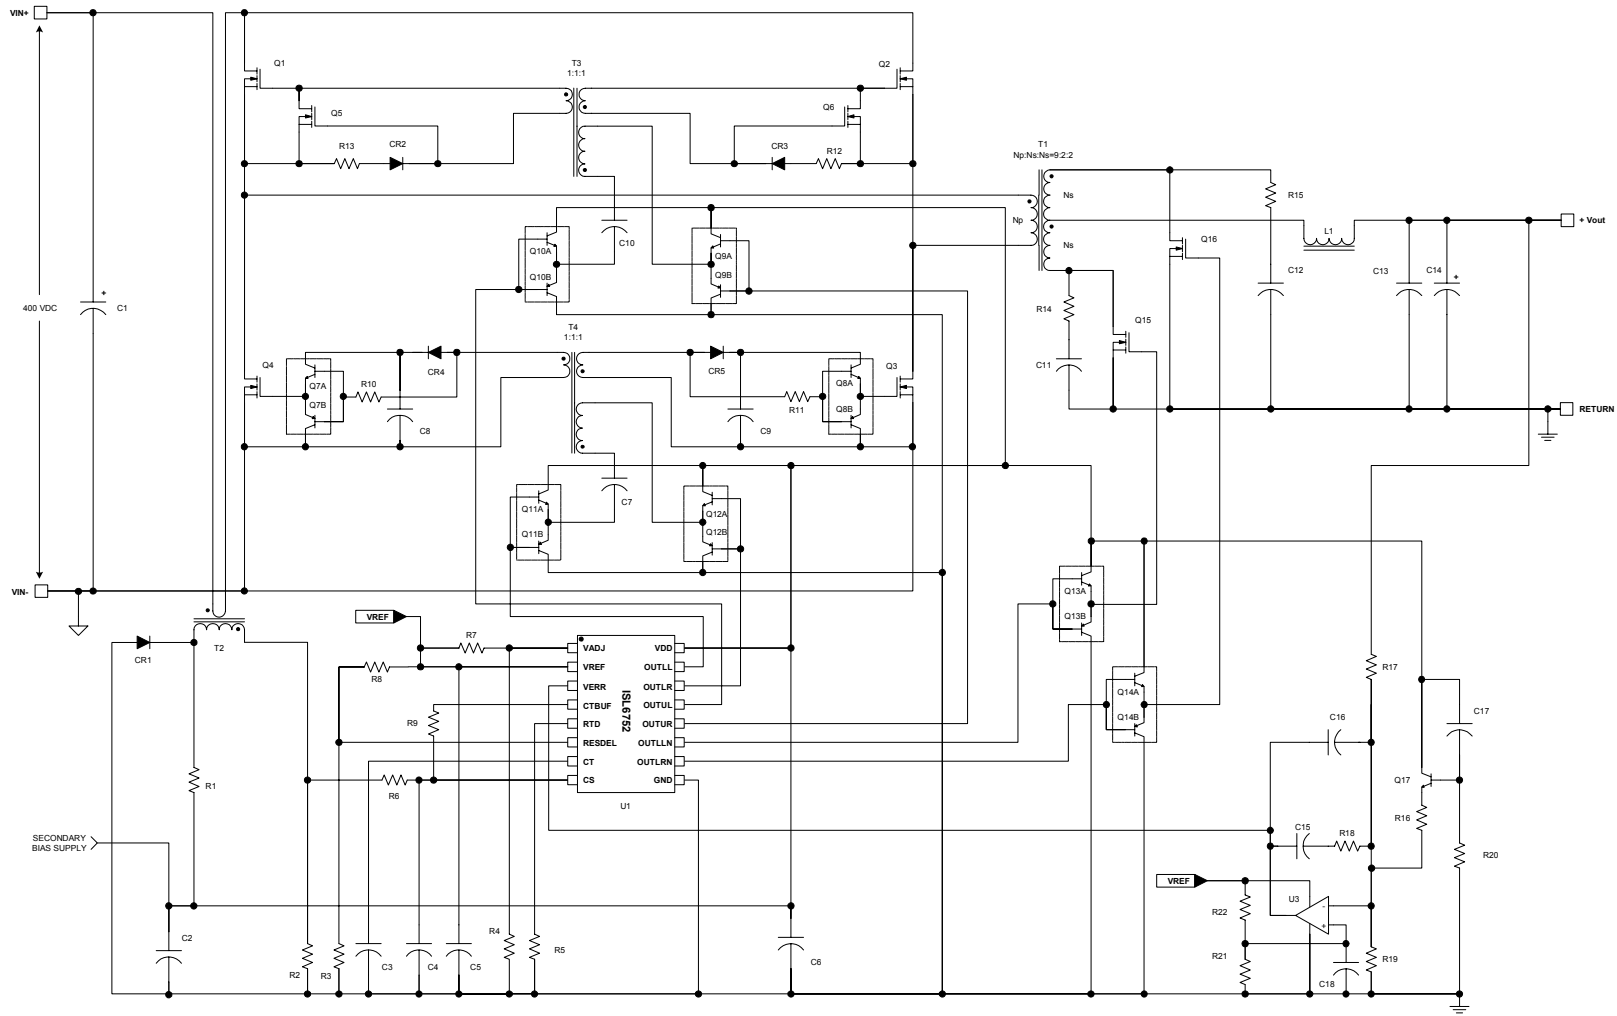 VIN+
Q1
T3
1:1:1
Q2
Q5
Q6
R13
CR2
CR3
R12
T1
Np:Ns:Ns=9:2:2
Ns
Np
Ns
R15
+ Vout
L1
Q16
C10
Q10A
Q10B
Q9A
Q9B
C12
C13
C14
+
400 VDC
+
C1
R14
Q15
T4
1:1:1
Q4
CR4
CR5
Q3
C11
Q7A
Q7B
R10
C8
R11
C9
Q8A
Q8B
RETURN
Q11A
Q11B
C7
Q12A
Q12B
VIN-
Q13A
Q13B
VREF
R7
CR1
T2
R8
R9
R6
VADJ
VREF
VERR
CTBUF
RTD
RESDEL
CT
CS
ISL6752
VDD
OUTLL
OUTLR
OUTUL
OUTUR
OUTLLN
OUTLRN
GND
U1
Q14A
Q14B
R17
C16
C17
Q17
R16
R1
SECONDARY
BIAS SUPPLY
C15
R18
R20
VREF
U3
-
+
R22
R21
C18
R19
C2
R2
R3
C3
C4
C5
R4
R5
C6